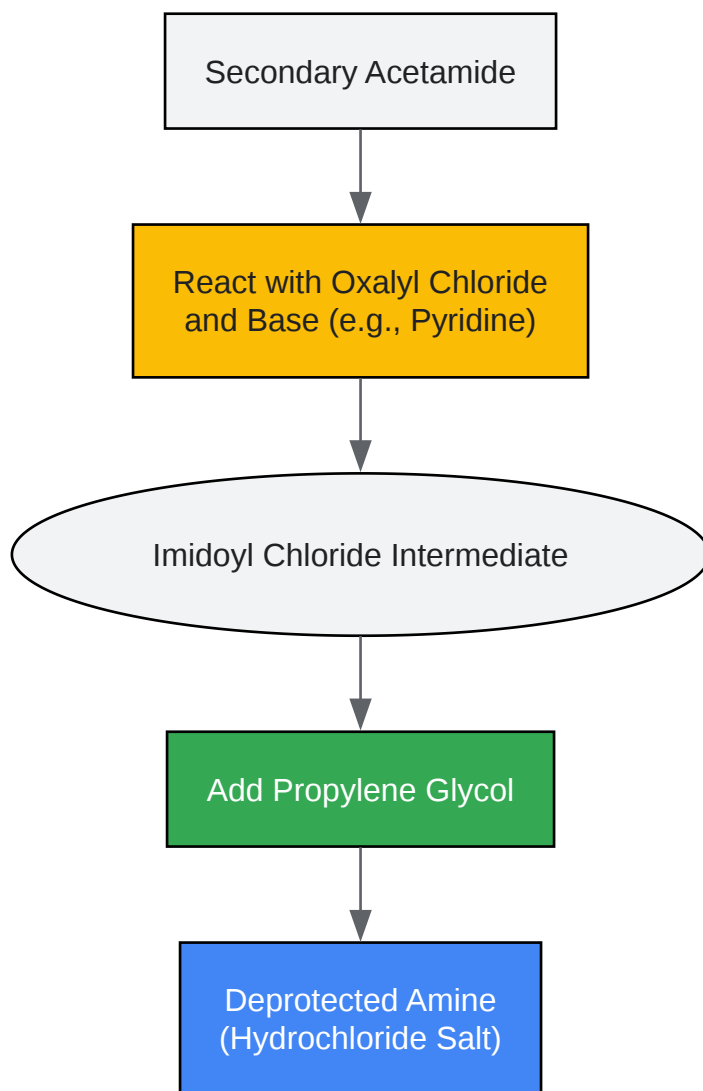 Secondary Acetamide
React with Oxalyl Chloride
and Base (e.g., Pyridine)
Imidoyl Chloride Intermediate
Add Propylene Glycol
Deprotected Amine
(Hydrochloride Salt)